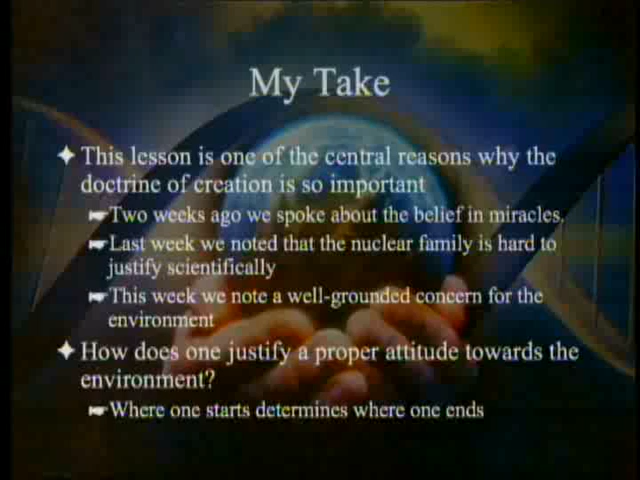 My Take
This lesson is one of the central reasons why the
doctrine of creation is so important
Two weeks ago we spoke about the belief in miracles.
Last week we noted that the nuclear family is hard to
justify scientifically
This week we note a well-grounded concern for the
environment
How does one justify a proper attitude towards the
environment?
Where one starts determines where one ends